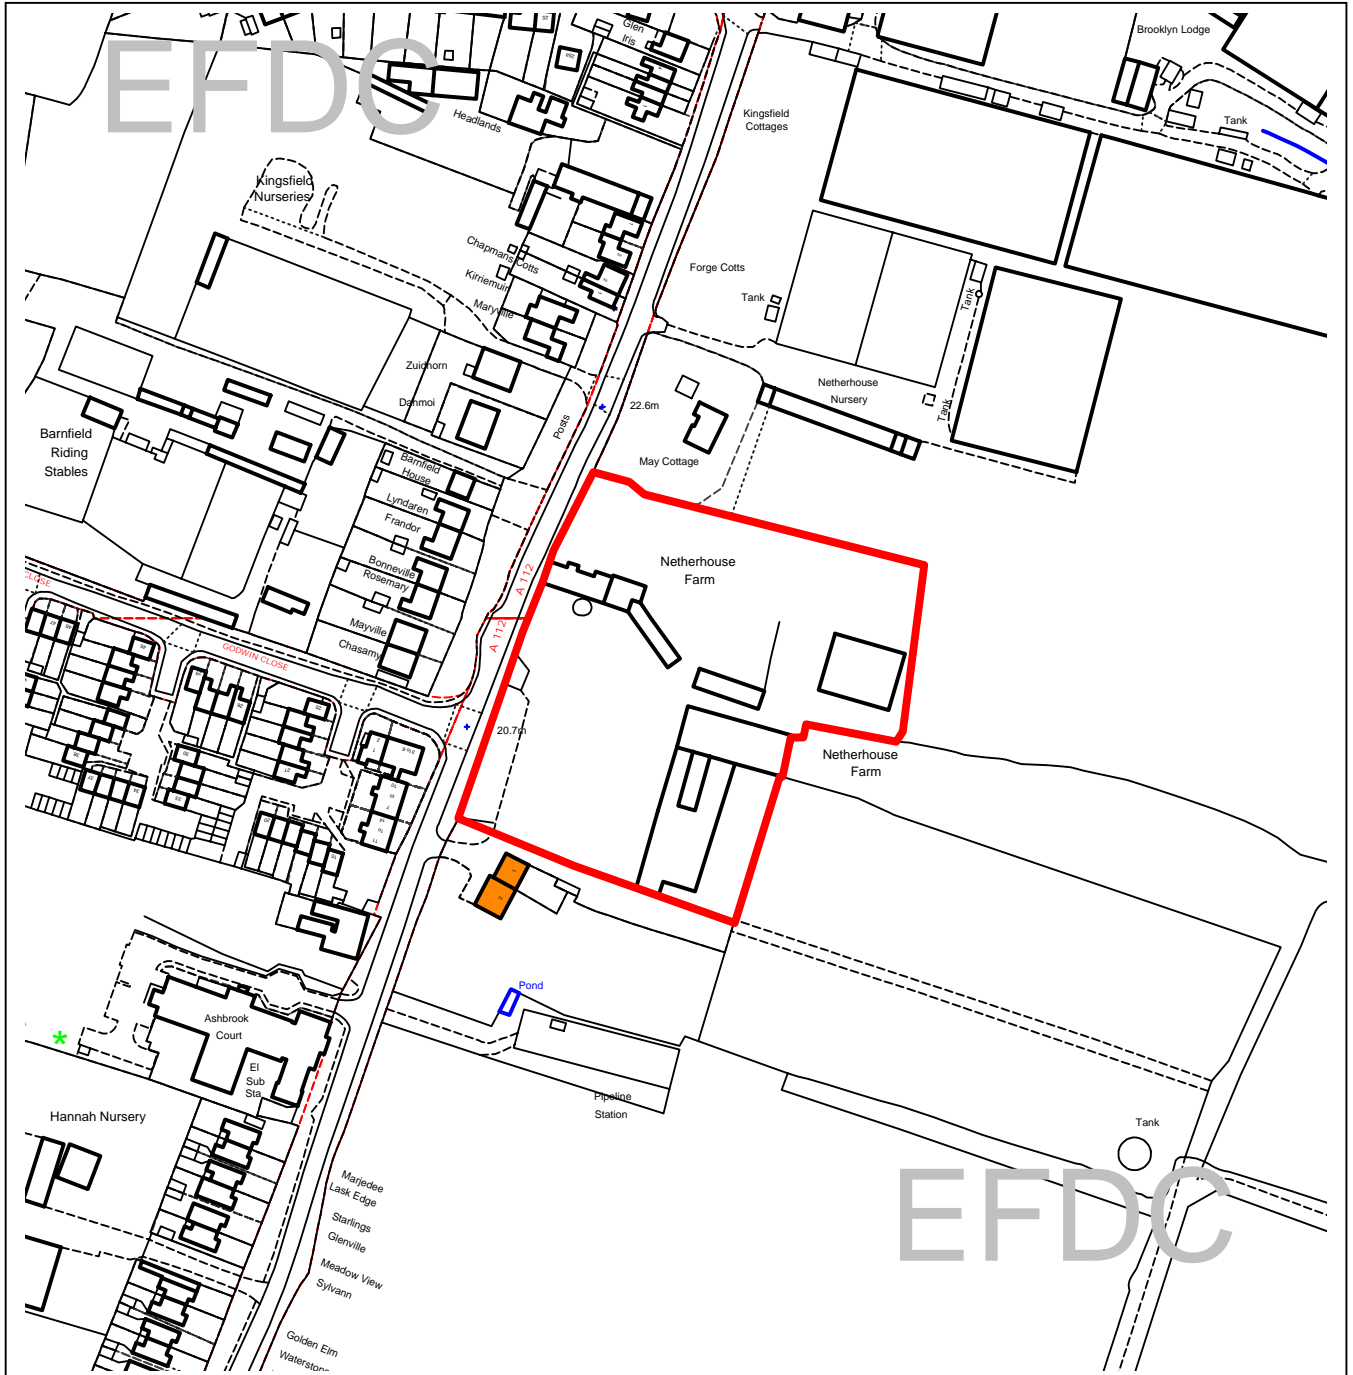 EFDC
Glen
Iris
Brooklyn Lodge
Headlands
Kingsfield
Cottages
Tank
Kingsfield
Nurseries
Chapmans Cotts
Kirriemuir
Maryville
Forge Cotts
Tank
Tank
Zuidhorn
Danmoi
Posts
22.6m
Netherhouse
Nursery
Tank
Barnfield
Riding
Stables
Barnfield
House
Lyndaren
Frandor
May Cottage
Bonneville
Rosemary
Mayville
Chasamy
A 112
A 112
Netherhouse
Farm
CLOSE
GODWIN CLOSE
20.7m
Netherhouse
Farm
Pond
Ashbrook
Court
El
Sub
Sta
Hannah Nursery
Pipeline
Station
Tank
Marjedee
Lask Edge
Starlings
Glenville
Meadow View
Sylvann
Golden Elm
EFDC